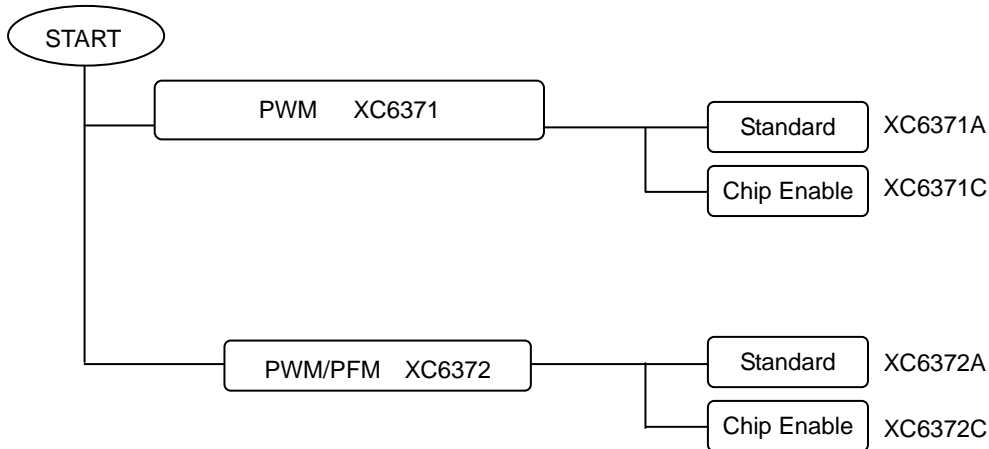 START
PWM XC6371
Standard XC6371A
Chip Enable XC6371C
PWM/PFM XC6372
Standard XC6372A
Chip Enable XC6372C